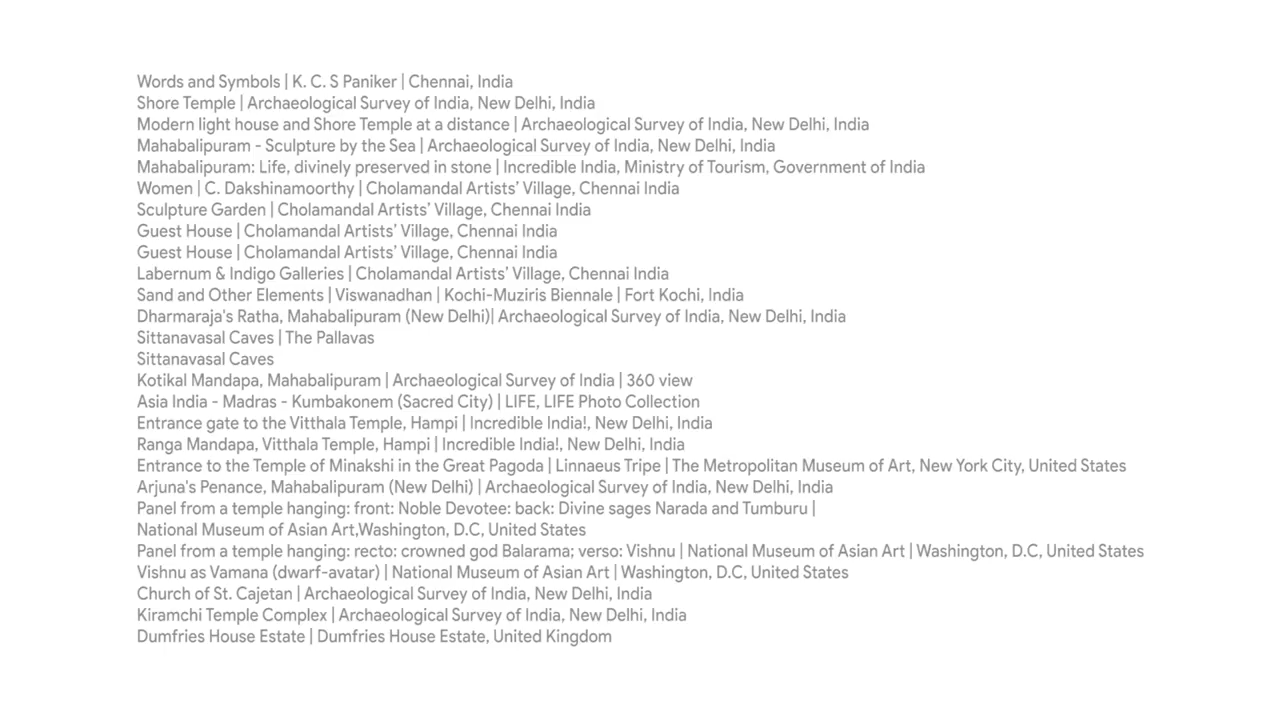 Words and Symbols | K. C. S Paniker | Chennai, India
Shore Temple | Archaeological Survey of India, New Delhi, India
Modern light house and Shore Temple at a distance | Archaeological Survey of India, New Delhi, India
Mahabalipuram - Sculpture by the Sea | Archaeological Survey of India, New Delhi, India
Mahabalipuram: Life, divinely preserved in stone | Incredible India, Ministry of Tourism, Government of India
Women | C. Dakshinamoorthy | Cholamandal Artists’ Village, Chennai India
Sculpture Garden | Cholamandal Artists’ Village, Chennai India
Guest House | Cholamandal Artists’ Village, Chennai India
Guest House | Cholamandal Artists’ Village, Chennai India
Labernum & Indigo Galleries | Cholamandal Artists’ Village, Chennai India
Sand and Other Elements | Viswanadhan | Kochi-Muziris Biennale | Fort Kochi, India
Dharmaraja's Ratha, Mahabalipuram (New Delhi)| Archaeological Survey of India, New Delhi, India
Sittanavasal Caves | The Pallavas
Sittanavasal Caves
Kotikal Mandapa, Mahabalipuram | Archaeological Survey of India | 360 view
Asia India - Madras - Kumbakonem (Sacred City) | LIFE, LIFE Photo Collection
Entrance gate to the Vitthala Temple, Hampi | Incredible India!, New Delhi, India
Ranga Mandapa, Vitthala Temple, Hampi | Incredible India!, New Delhi, India
Entrance to the Temple of Minakshi in the Great Pagoda | Linnaeus Tripe | The Metropolitan Museum of Art, New York City, United States
Arjuna's Penance, Mahabalipuram (New Delhi) | Archaeological Survey of India, New Delhi, India
Panel from a temple hanging: front: Noble Devotee: back: Divine sages Narada and Tumburu |
National Museum of Asian Art,Washington, D.C, United States
Panel from a temple hanging: recto: crowned god Balarama; verso: Vishnu | National Museum of Asian Art | Washington, D.C, United States
Vishnu as Vamana (dwarf-avatar) | National Museum of Asian Art | Washington, D.C, United States
Church of St. Cajetan | Archaeological Survey of India, New Delhi, India
Kiramchi Temple Complex | Archaeological Survey of India, New Delhi, India
Dumfries House Estate | Dumfries House Estate, United Kingdom